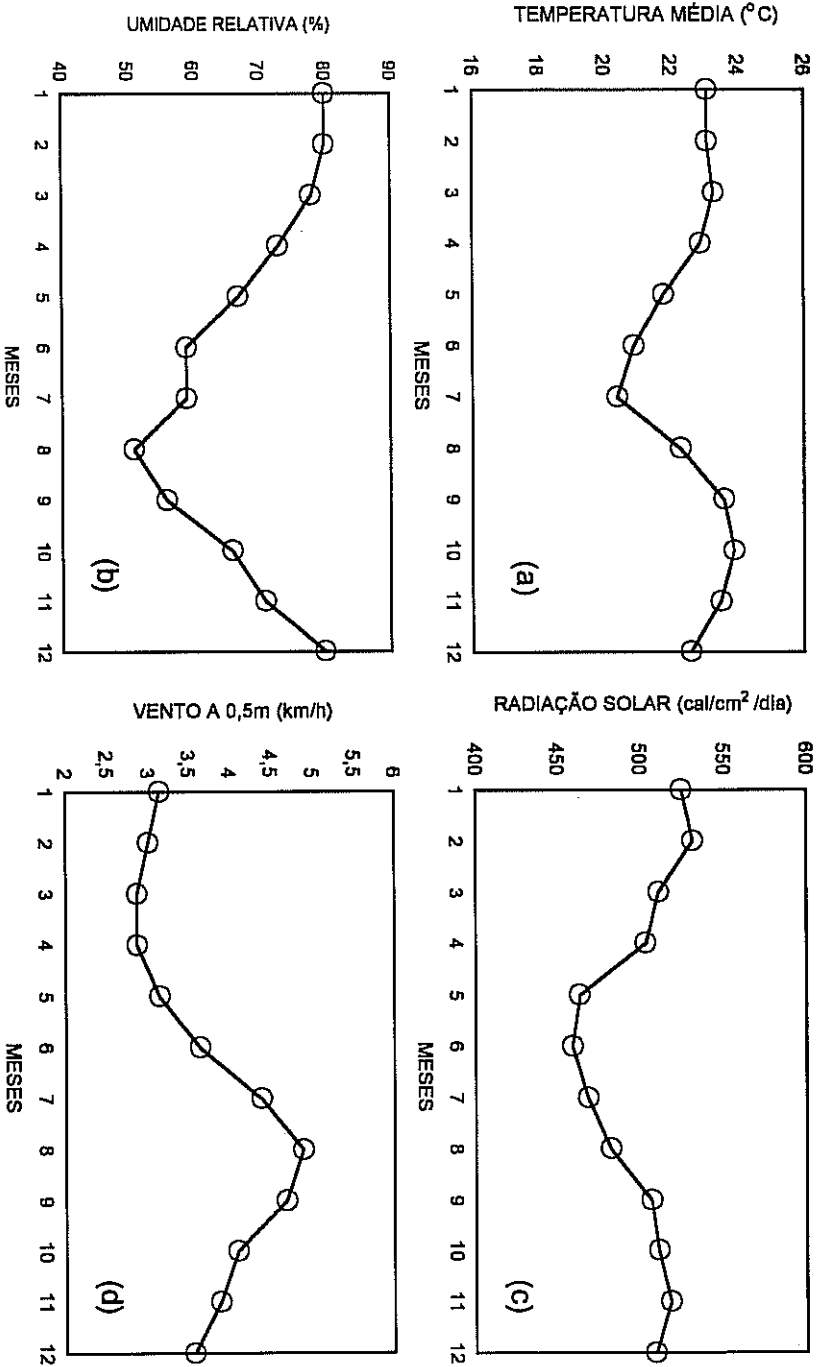 TEMPERATURA MÉDIA (°C)
16 20 22 24 26
1 2 3 4 5 6 7 8 9 10 11 12
MESES
(a)
UMIDADE RELATIVA (%)
40 50 60 70 80 90
1 2 3 4 5 6 7 8 9 10 11 12
MESES
(b)
RADIAÇÃO SOLAR (cal/cm² /dia)
400 450 500 550 600
1 2 3 4 5 6 7 8 9 10 11 12
MESES
(c)
VENTO A 0,5m (km/h)
2 2,5 3 3,5 4 4,5 5 5,5 6
1 2 3 4 5 6 7 8 9 10 11 12
MESES
(d)